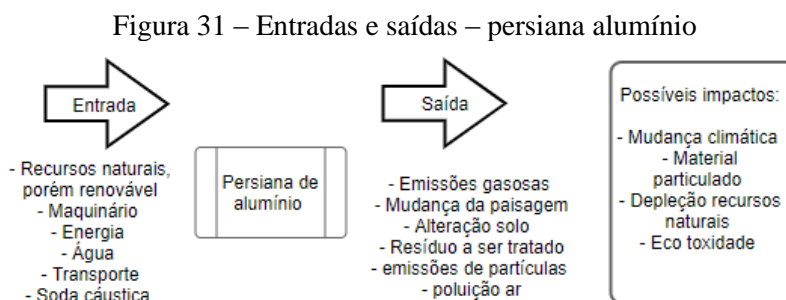 Figura 31 – Entradas e saídas – persiana alumínio
Entrada
- Recursos naturais,
porém renovável
- Maquinário
- Energia
- Água
- Transporte
- Soda cáustica
Persiana de
alumínio
Saída
- Emissões gasosas
- Mudança da paisagem
- Alteração solo
- Resíduo a ser tratado
- emissões de partículas
- poluição ar
Possíveis impactos:
- Mudança climática
- Material
particulado
- Depleção recursos
naturais
- Eco toxidade